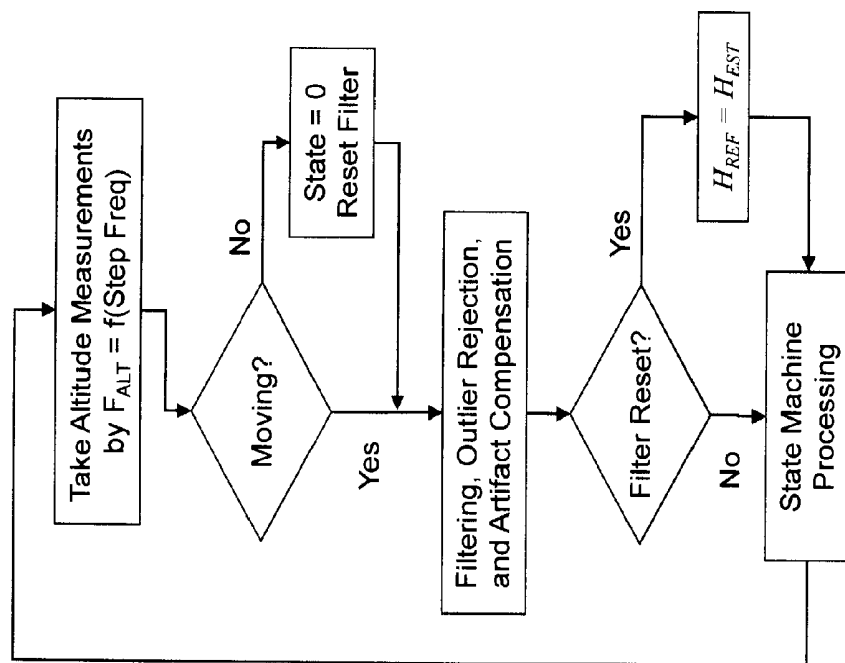 Take Altitude Measurements
by F_ALT = f(Step Freq)
Moving?
No
State = 0
Reset Filter
Yes
Filtering, Outlier Rejection,
and Artifact Compensation
Filter Reset?
Yes
H_REF = H_EST
No
State Machine
Processing